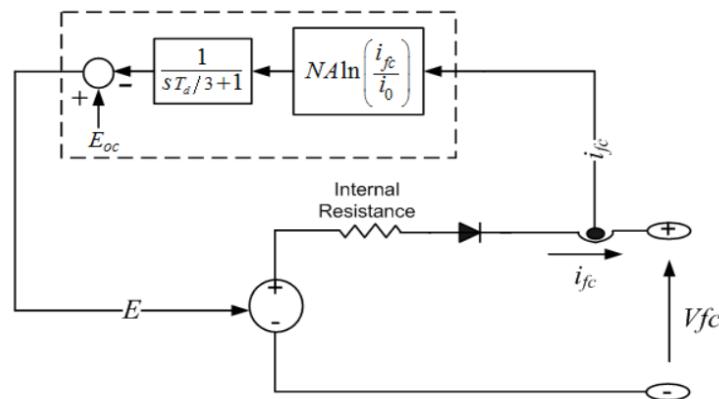 1
sT_d/3+1
NA ln(i_fc/i_0)
−
+
E_oc
i_fc
Internal
Resistance
+
i_fc
E
+
-
Vfc
-